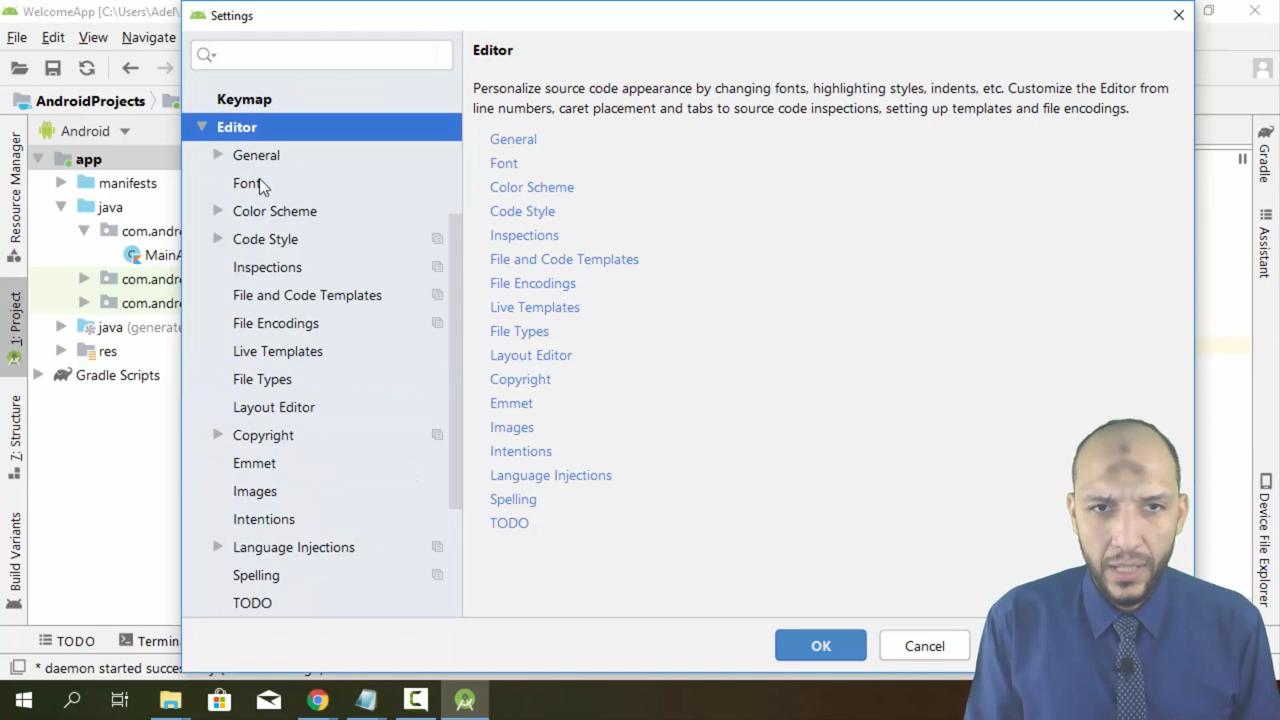 WelcomeApp [C:\Users\Adel\
Settings
File Edit View Navigate
AndroidProjects
Keymap
Editor
General
Font
Color Scheme
Code Style
Inspections
File and Code Templates
File Encodings
Live Templates
File Types
Layout Editor
Copyright
Emmet
Images
Intentions
Language Injections
Spelling
TODO
Editor
Personalize source code appearance by changing fonts, highlighting styles, indents, etc. Customize the Editor from
line numbers, caret placement and tabs to source code inspections, setting up templates and file encodings.
General
Font
Color Scheme
Code Style
Inspections
File and Code Templates
File Encodings
Live Templates
File Types
Layout Editor
Copyright
Emmet
Images
Intentions
Language Injections
Spelling
TODO
OK
Cancel
Android
app
manifests
java
com.andro
MainA
com.andro
com.andro
java (generate
res
Gradle Scripts
Resource Manager
1: Project
7: Structure
Build Variants
Gradle
Assistant
Device File Explorer
TODO
Termin
* daemon started succes